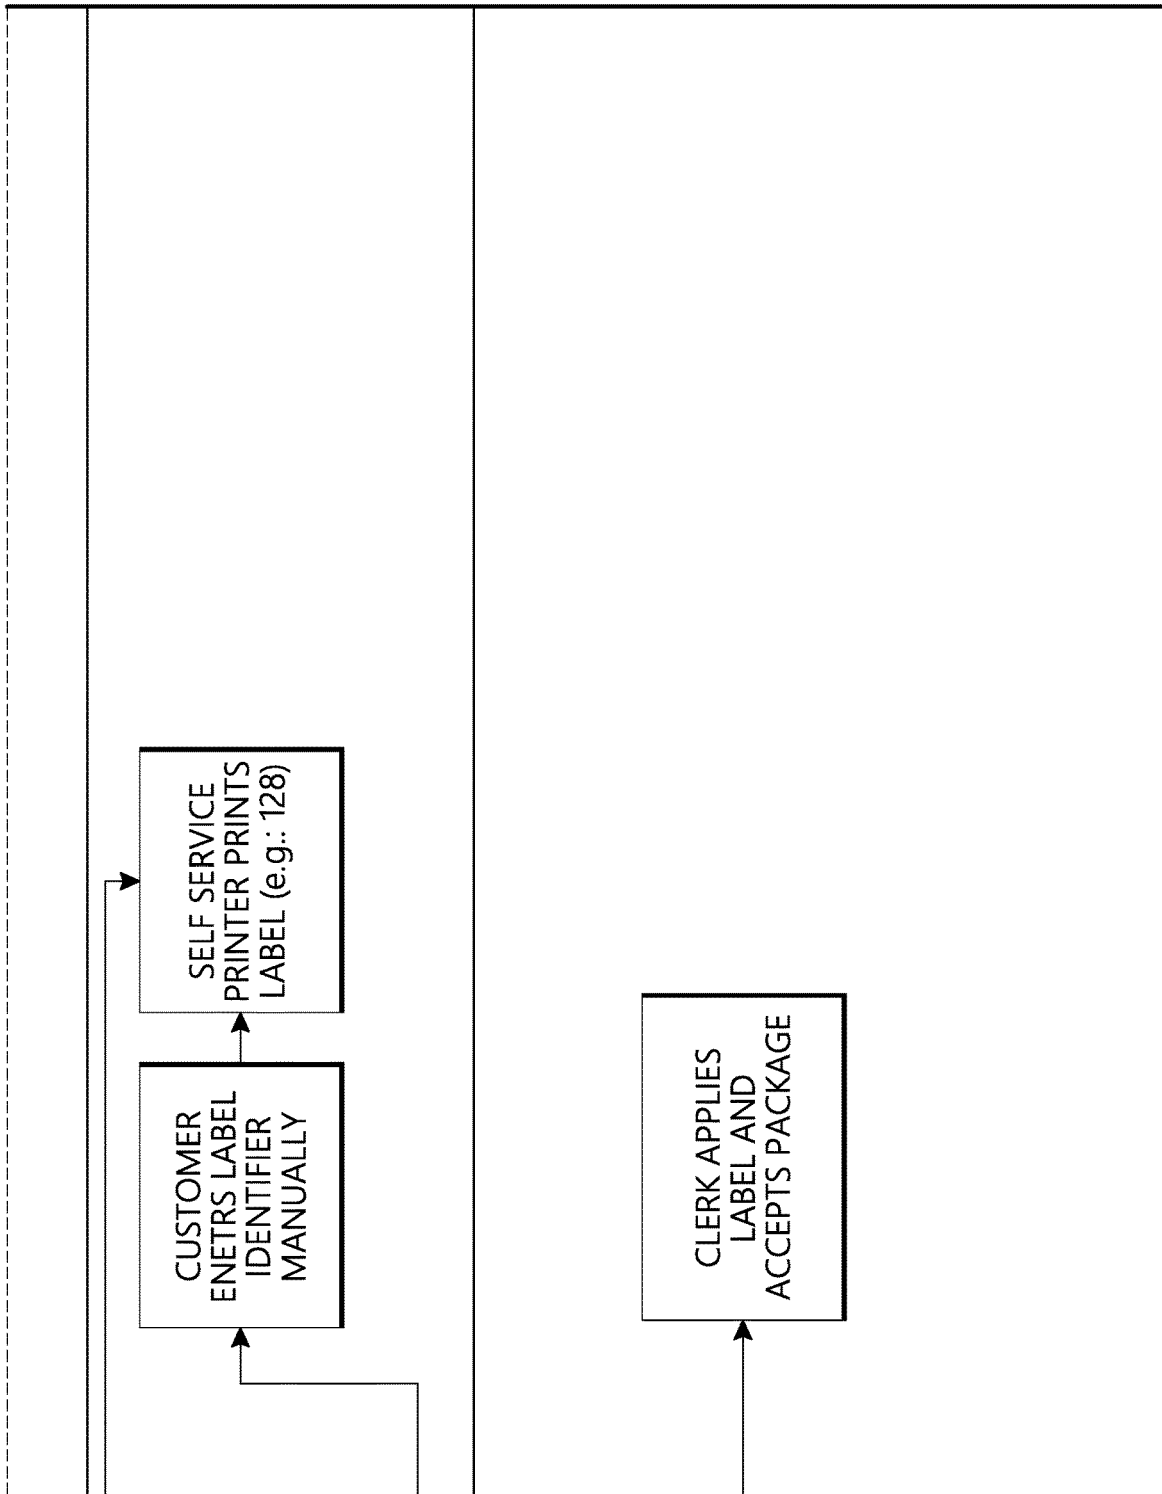 SELF SERVICE
PRINTER PRINTS
LABEL (e.g.: 128)
CUSTOMER
ENETRS LABEL
IDENTIFIER
MANUALLY
CLERK APPLIES
LABEL AND
ACCEPTS PACKAGE